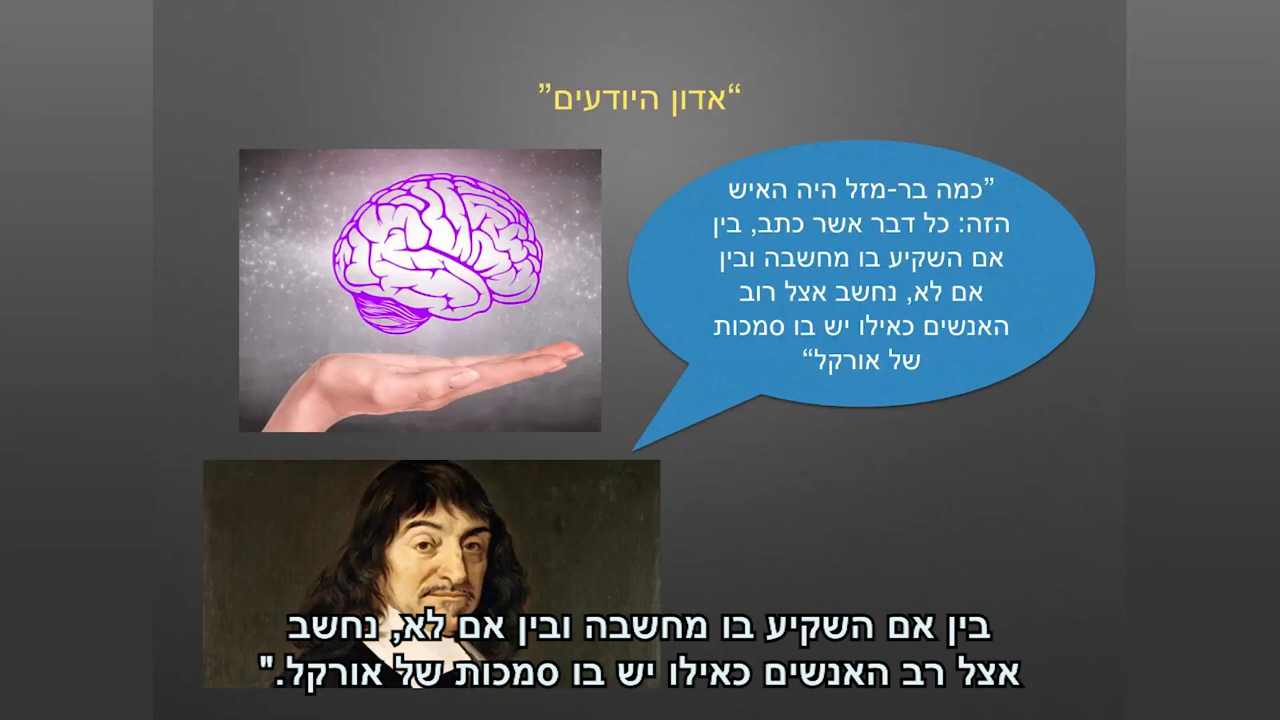 “אדון היודעים”
”כמה בר-מזל היה האיש
הזה: כל דבר אשר כתב, בין
אם השקיע בו מחשבה ובין
אם לא, נחשב אצל רוב
האנשים כאילו יש בו סמכות
של אורקל“
בין אם השקיע בו מחשבה ובין אם לא, נחשב
אצל רב האנשים כאילו יש בו סמכות של אורקל."